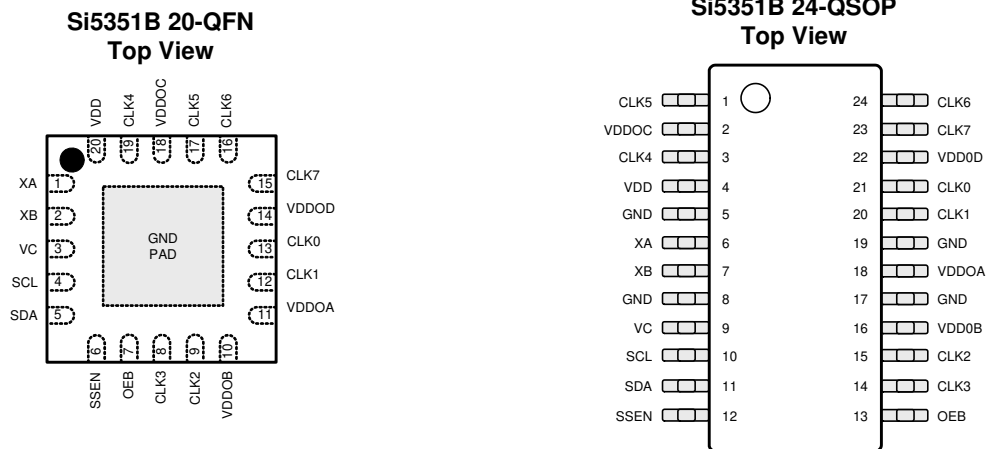 Si5351B 20-QFN
Top View
VDD
CLK4
VDDOC
CLK5
CLK6
20
19
18
17
16
XA 1
XB 2
VC 3
SCL 4
SDA 5
GND
PAD
15 CLK7
14 VDDOD
13 CLK0
12 CLK1
11 VDDOA
6
7
8
9
10
SSEN
OEB
CLK3
CLK2
VDDOB
Si5351B 24-QSOP
Top View
CLK5 1 24 CLK6
VDDOC 2 23 CLK7
CLK4 3 22 VDD0D
VDD 4 21 CLK0
GND 5 20 CLK1
XA 6 19 GND
XB 7 18 VDDOA
GND 8 17 GND
VC 9 16 VDD0B
SCL 10 15 CLK2
SDA 11 14 CLK3
SSEN 12 13 OEB